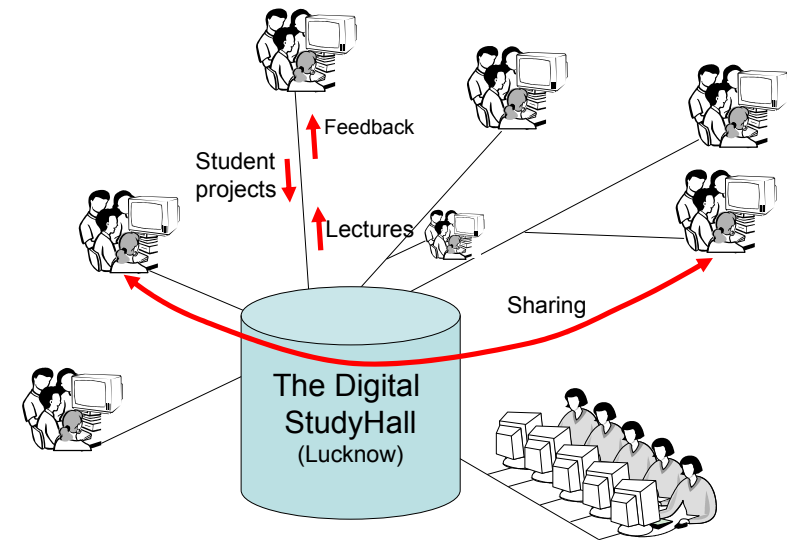 Feedback
Student
projects
Lectures
Sharing
The Digital
StudyHall
(Lucknow)